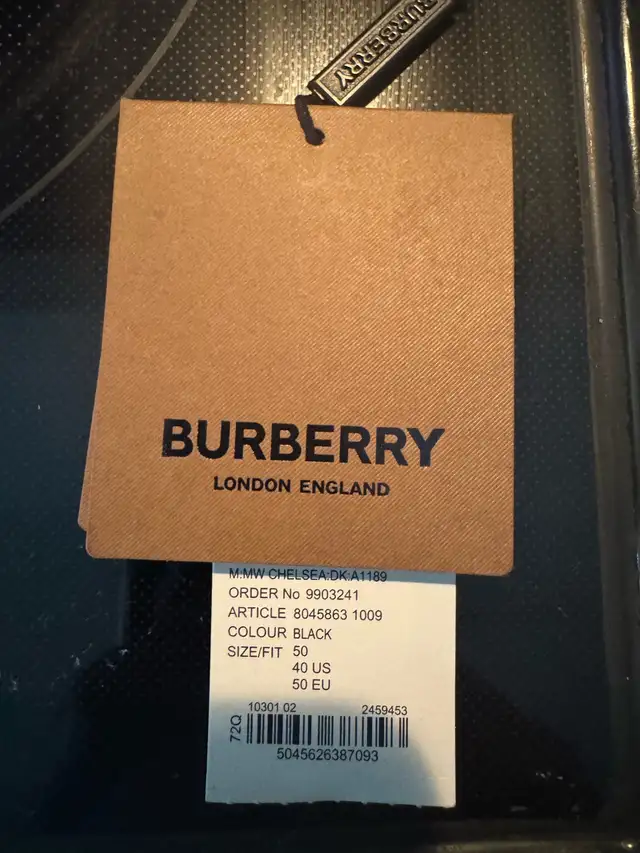 BURBERRY
BURBERRY
LONDON ENGLAND
M:MW CHELSEA:DK:A1189
ORDER No 9903241
ARTICLE 8045863 1009
COLOUR BLACK
SIZE/FIT 50
40 US
50 EU
10301 02 2459453
72Q
5045626387093